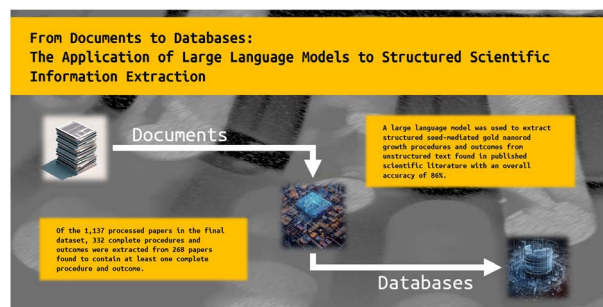 From Documents to Databases:
The Application of Large Language Models to Structured Scientific
Information Extraction
Documents
A large language model was used to extract
structured seed-mediated gold nanorod
growth procedures and outcomes from
unstructured text found in published
scientific literature with an overall
accuracy of 86%.
Of the 1,137 processed papers in the final
dataset, 332 complete procedures and
outcomes were extracted from 268 papers
found to contain at least one complete
procedure and outcome.
Databases